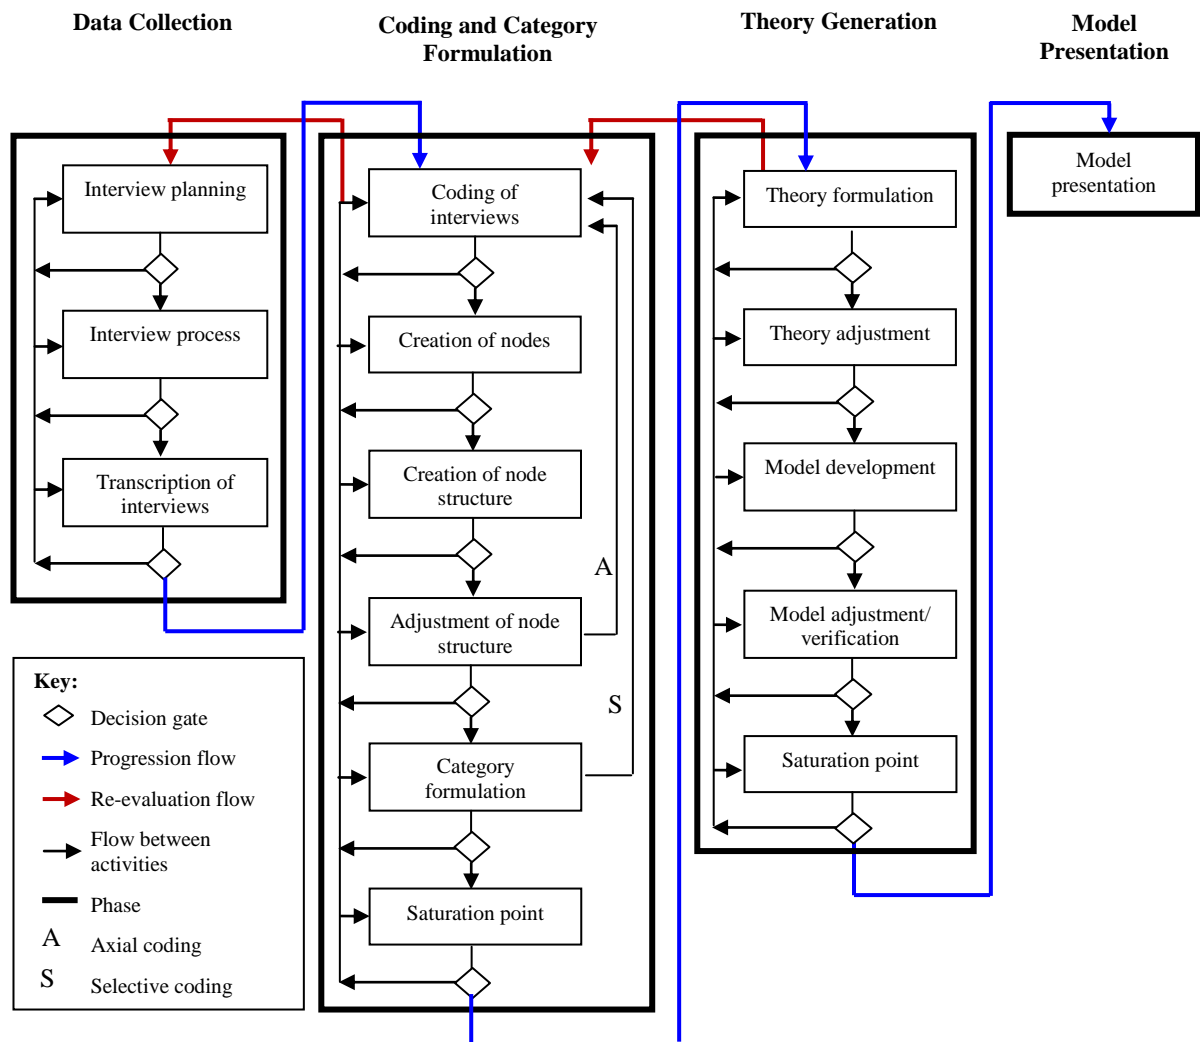 Data Collection
Coding and Category
Formulation
Theory Generation
Model
Presentation
Interview planning
Interview process
Transcription of
interviews
Coding of
interviews
Creation of nodes
Creation of node
structure
Adjustment of node
structure
Category
formulation
Saturation point
A
S
Theory formulation
Theory adjustment
Model development
Model adjustment/
verification
Saturation point
Model
presentation
Key:
Decision gate
Progression flow
Re-evaluation flow
Flow between
activities
Phase
A Axial coding
S Selective coding